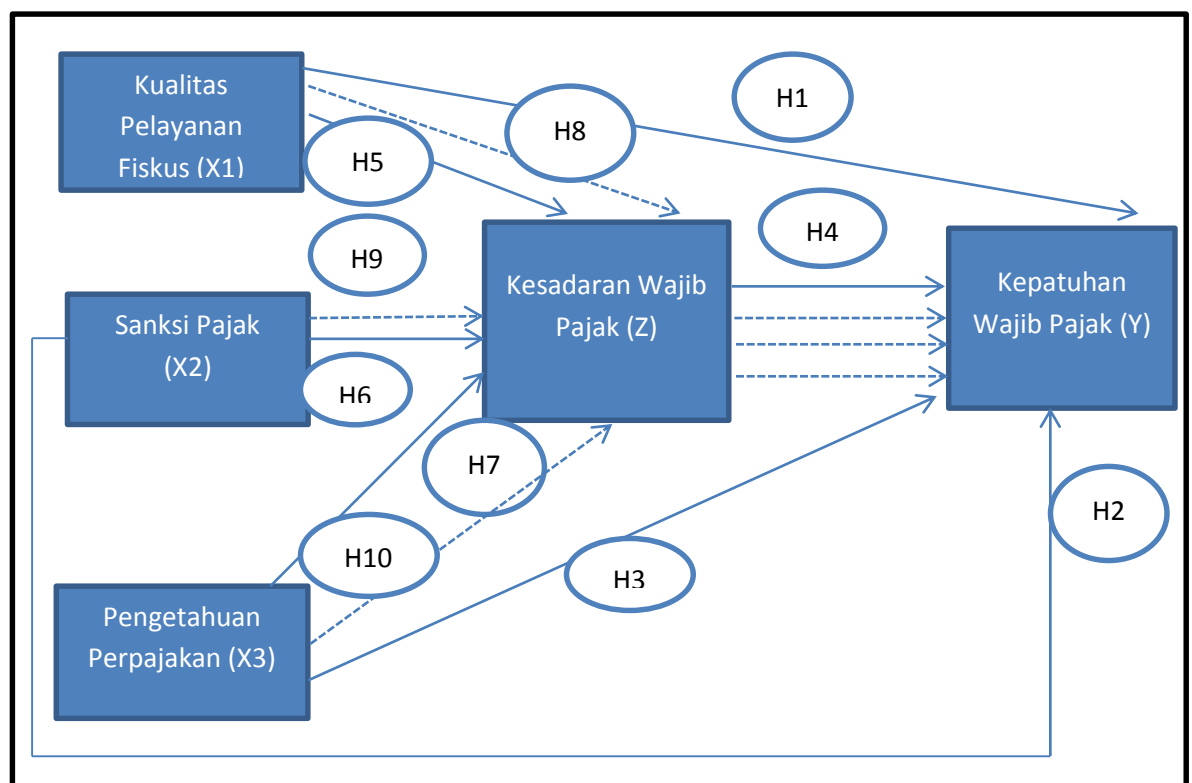 Kualitas
Pelayanan
Fiskus (X1)
H1
H8
H5
H9
H4
Kesadaran Wajib
Pajak (Z)
Kepatuhan
Wajib Pajak (Y)
Sanksi Pajak
(X2)
H6
H7
H2
H10
H3
Pengetahuan
Perpajakan (X3)